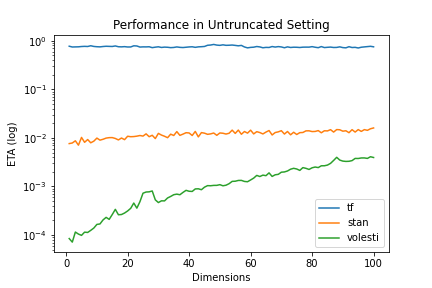 Performance in Untruncated Setting
ETA (log)
10⁰
10⁻¹
10⁻²
10⁻³
10⁻⁴
tf
stan
volesti
0 20 40 60 80 100
Dimensions